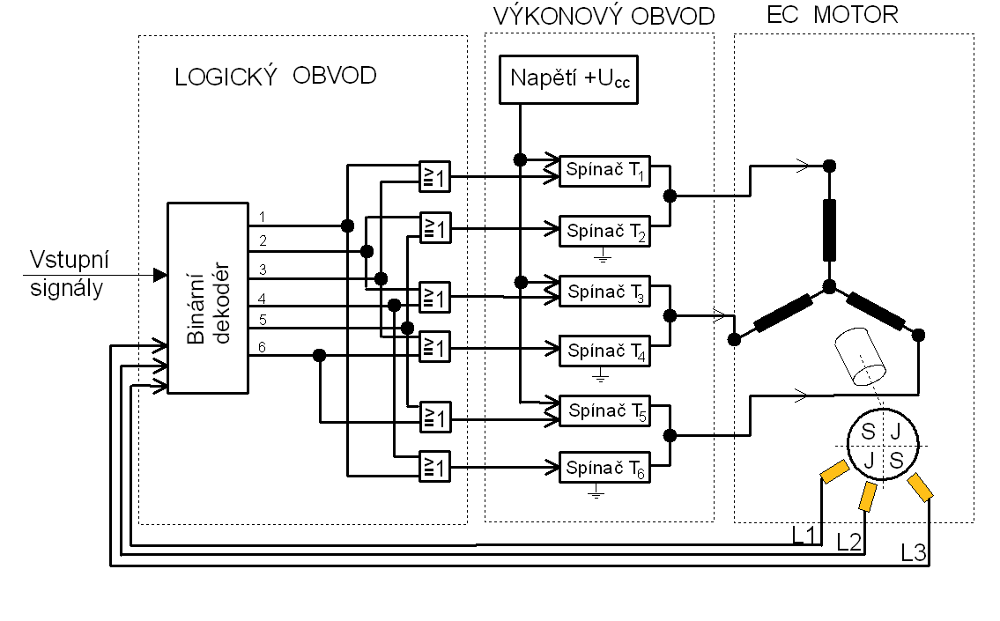 VÝKONOVÝ OBVOD
EC MOTOR
LOGICKÝ OBVOD
Napětí +Ucc
Spínač T1
≥1
Spínač T2
≥1
1
2
Vstupní
signály
Binární
dekodér
3
Spínač T3
≥1
4
5
6
Spínač T4
≥1
Spínač T5
≥1
S J
J S
Spínač T6
≥1
L1
L2
L3